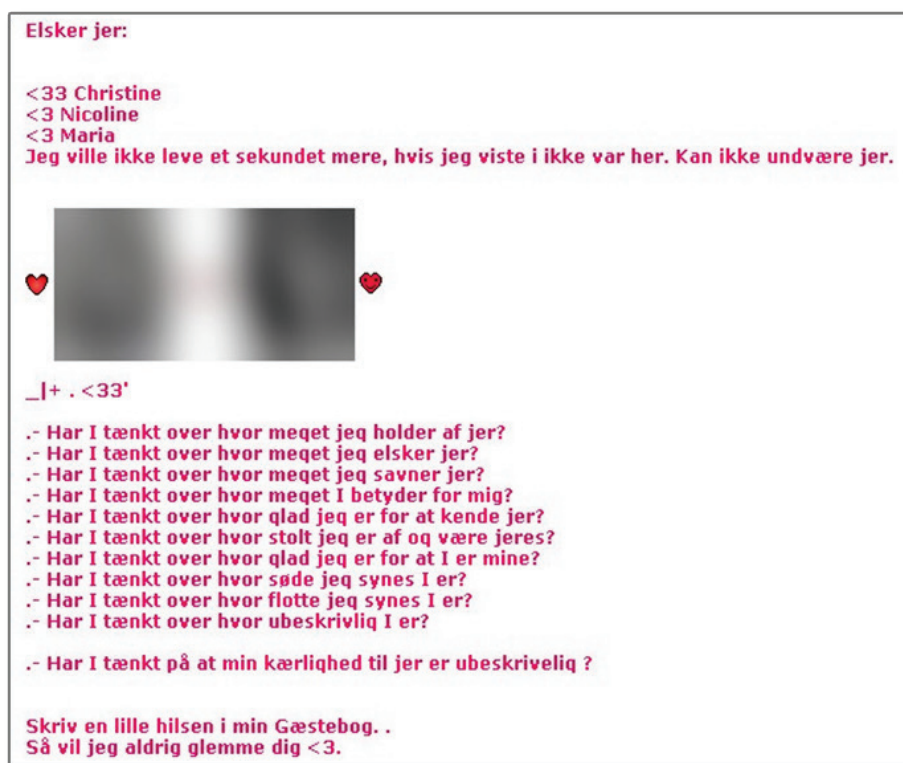 Elsker jer:
<33 Christine
<3 Nicoline
<3 Maria
Jeg ville ikke leve et sekundet mere, hvis jeg viste i ikke var her. Kan ikke undvære jer.
_|+ . <33'
.- Har I tænkt over hvor meqet jeq holder af jer?
.- Har I tænkt over hvor meqet jeq elsker jer?
.- Har I tænkt over hvor meqet jeq savner jer?
.- Har I tænkt over hvor meqet I betyder for mig?
.- Har I tænkt over hvor qlad jeq er for at kende jer?
.- Har I tænkt over hvor stolt jeq er af oq være jeres?
.- Har I tænkt over hvor qlad jeq er for at I er mine?
.- Har I tænkt over hvor søde jeq synes I er?
.- Har I tænkt over hvor flotte jeq synes I er?
.- Har I tænkt over hvor ubeskrivliq I er?
.- Har I tænkt på at min kærliqhed til jer er ubeskriveliq ?
Skriv en lille hilsen i min Gæstebog. .
Så vil jeg aldrig glemme dig <3.